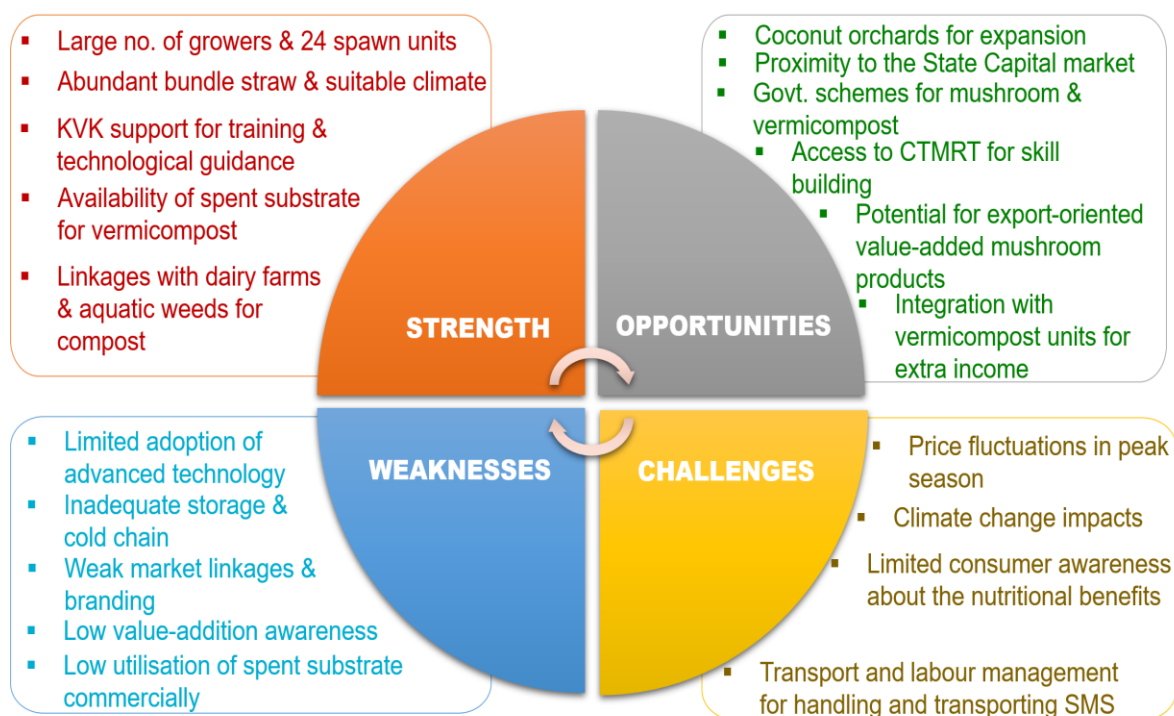 ▪ Large no. of growers & 24 spawn units
▪ Abundant bundle straw & suitable climate
▪ KVK support for training &
technological guidance
▪ Availability of spent substrate
for vermicompost
▪ Linkages with dairy farms
& aquatic weeds for
compost
STRENGTH
▪ Coconut orchards for expansion
▪ Proximity to the State Capital market
▪ Govt. schemes for mushroom &
vermicompost
▪ Access to CTMRT for skill
building
▪ Potential for export-oriented
value-added mushroom
products
▪ Integration with
vermicompost units for
extra income
OPPORTUNITIES
▪ Limited adoption of
advanced technology
▪ Inadequate storage &
cold chain
▪ Weak market linkages &
branding
▪ Low value-addition awareness
▪ Low utilisation of spent substrate
commercially
WEAKNESSES
CHALLENGES
▪ Price fluctuations in peak
season
▪ Climate change impacts
▪ Limited consumer awareness
about the nutritional benefits
▪ Transport and labour management
for handling and transporting SMS